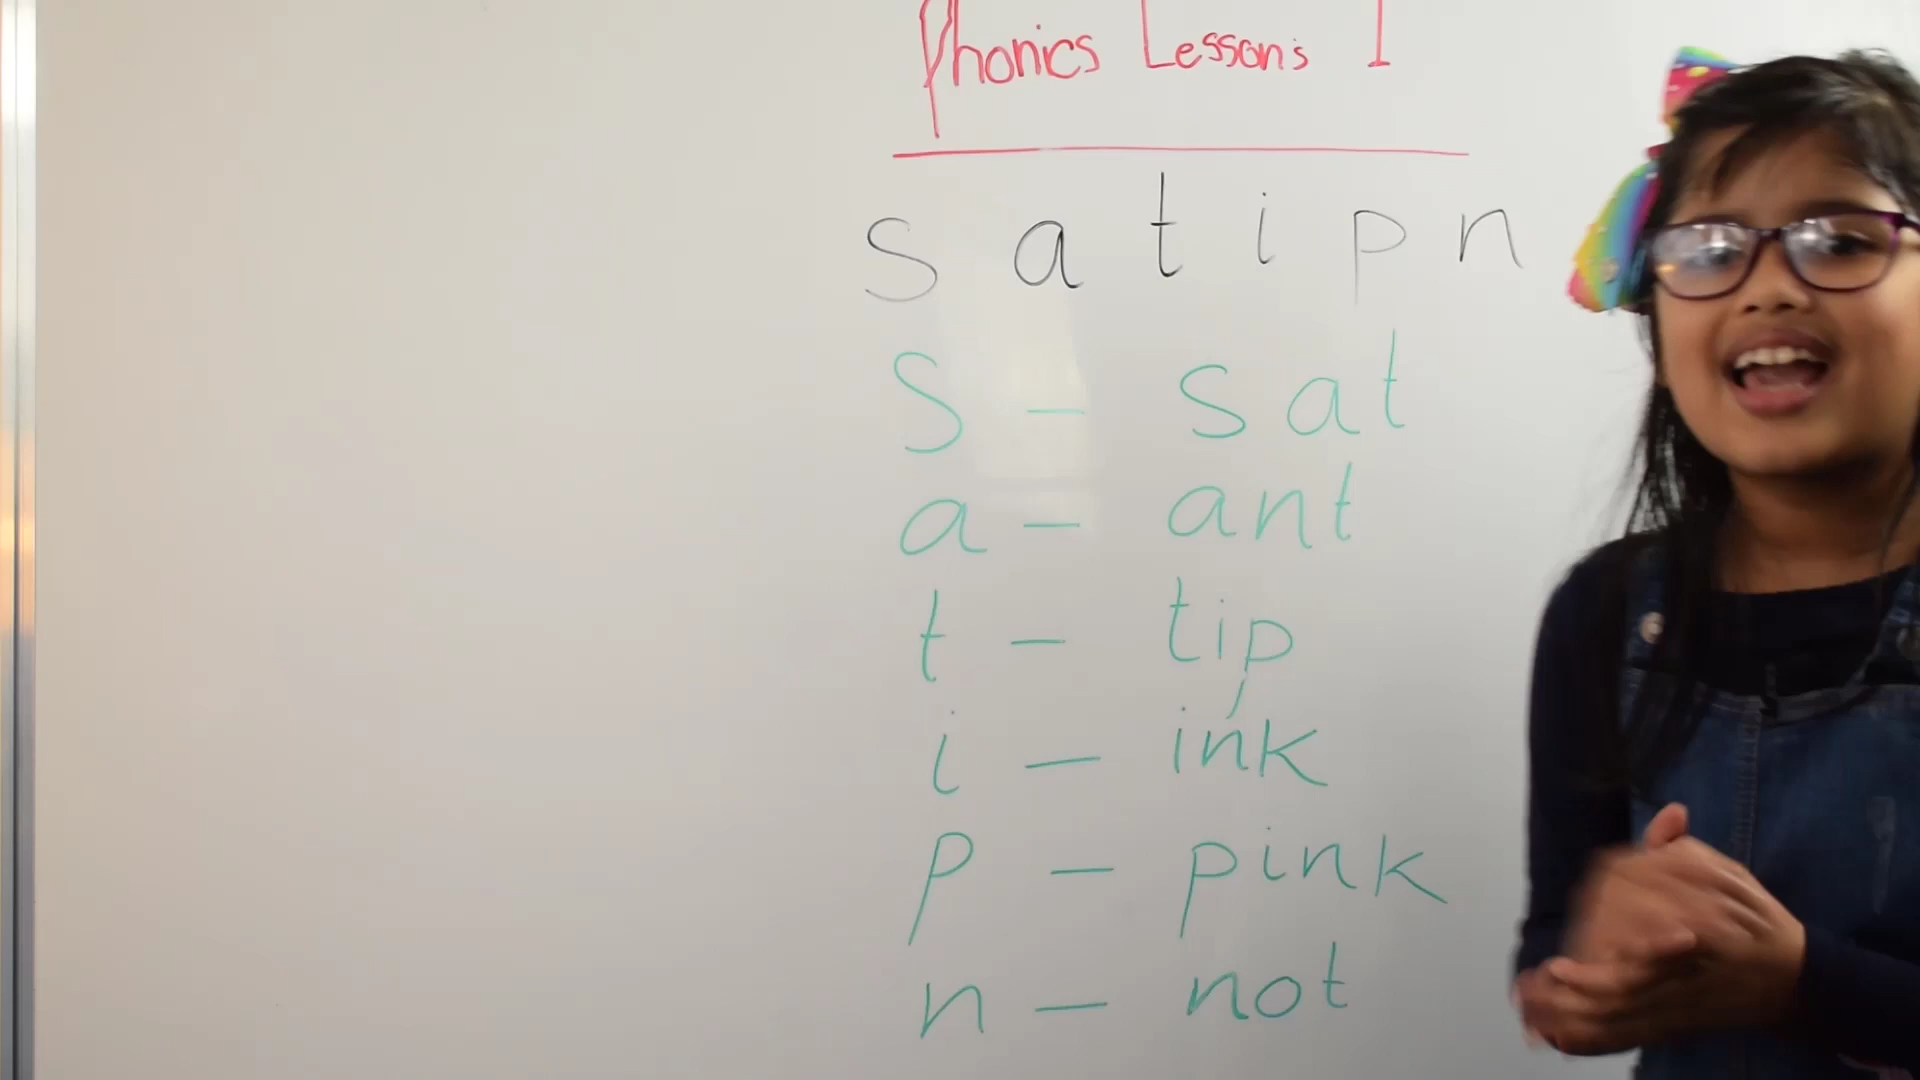 Phonics Lessons 1
s a t i p n
S - sat
a - ant
t - tip
i - ink
p - pink
n - not